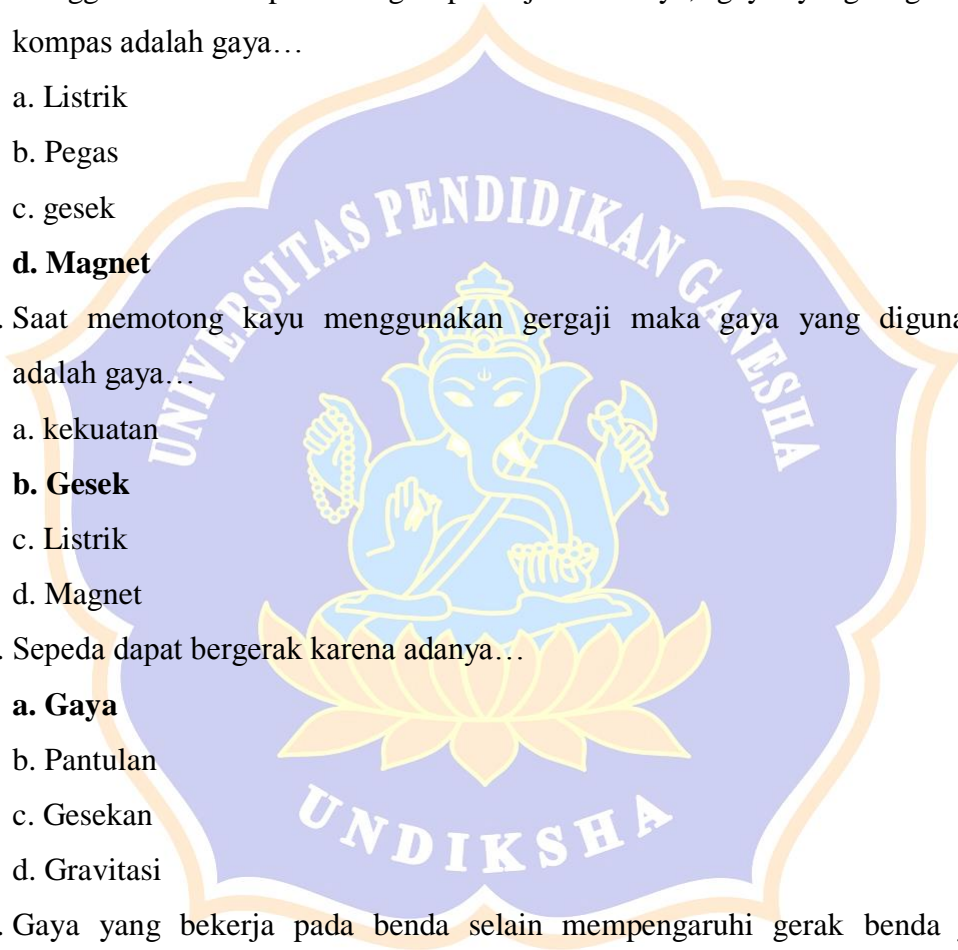 kompas adalah gaya…
a. Listrik
b. Pegas
c. gesek
d. Magnet
. Saat memotong kayu menggunakan gergaji maka gaya yang
adalah gaya…
a. kekuatan
b. Gesek
c. Listrik
d. Magnet
. Sepeda dapat bergerak karena adanya…
a. Gaya
b. Pantulan
c. Gesekan
d. Gravitasi
. Gaya yang bekerja pada benda selain mempengaruhi gerak benda
UNIVERSITAS PENDIDIKAN GANESHA
UNDIKSHA